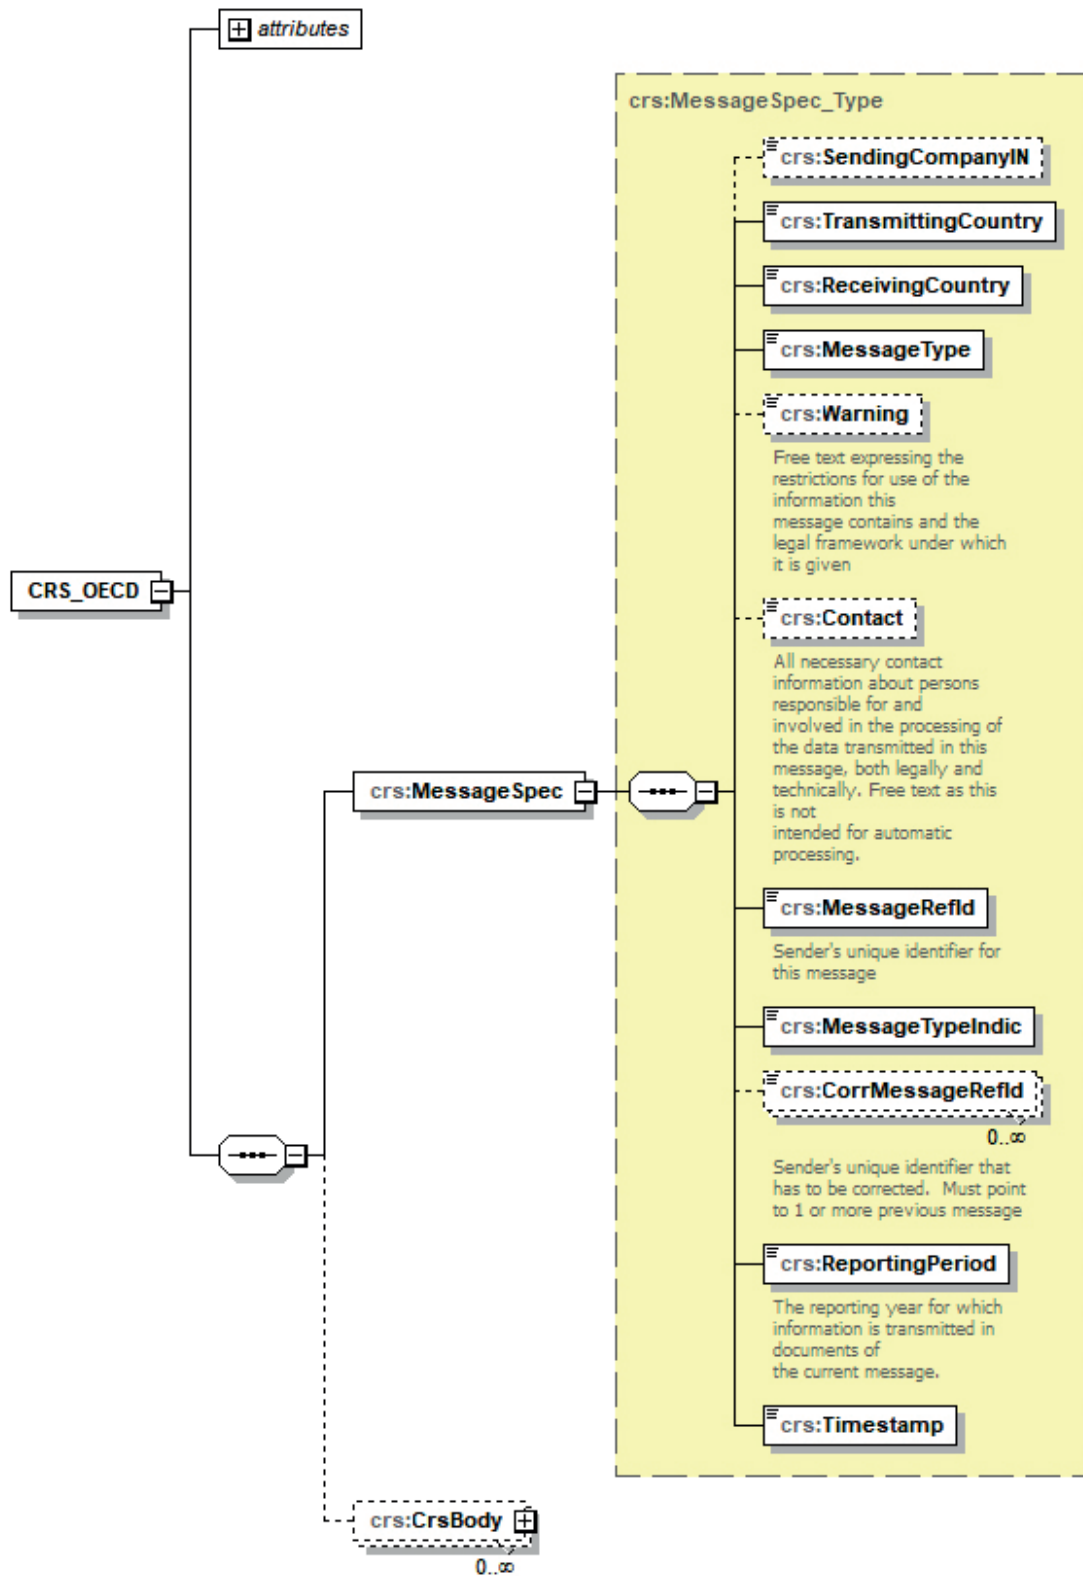 attributes
crs:MessageSpec_Type
crs:SendingCompanyIN
crs:TransmittingCountry
crs:ReceivingCountry
crs:MessageType
crs:Warning
Free text expressing the
restrictions for use of the
information this
message contains and the
legal framework under which
it is given
CRS_OECD
crs:Contact
All necessary contact
information about persons
responsible for and
involved in the processing of
the data transmitted in this
message, both legally and
technically. Free text as this
is not
intended for automatic
processing.
crs:MessageSpec
crs:MessageRefId
Sender's unique identifier for
this message
crs:MessageTypeIndic
crs:CorrMessageRefId
0..∞
Sender's unique identifier that
has to be corrected.  Must point
to 1 or more previous message
crs:ReportingPeriod
The reporting year for which
information is transmitted in
documents of
the current message.
crs:Timestamp
crs:CrsBody
0..∞